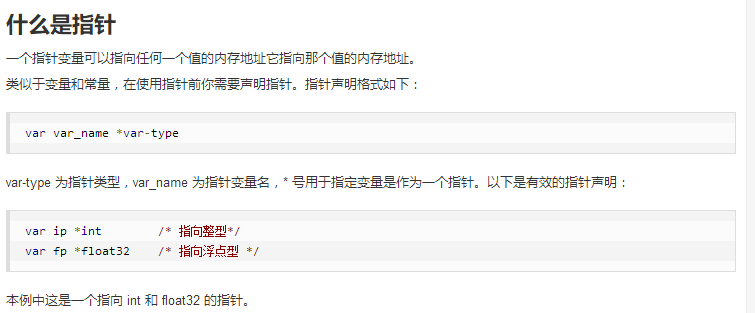 什么是指针
一个指针变量可以指向任何一个值的内存地址它指向那个值的内存地址。
类似于变量和常量，在使用指针前你需要声明指针。指针声明格式如下：
var var_name *var-type
var-type 为指针类型，var_name 为指针变量名，* 号用于指定变量是作为一个指针。以下是有效的指针声明：
var ip *int        /* 指向整型*/
var fp *float32    /* 指向浮点型 */
本例中这是一个指向 int 和 float32 的指针。